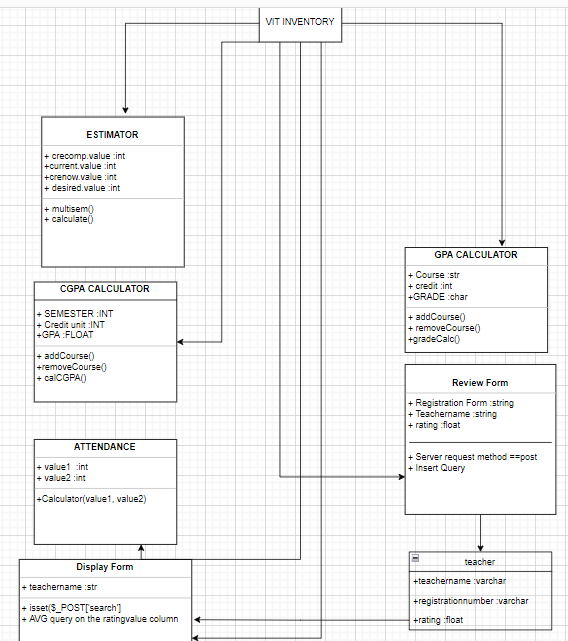 VIT INVENTORY
ESTIMATOR
+ crecomp.value :int
+current.value :int
+crenow.value :int
+ desired.value :int
+ multisem()
+ calculate()
GPA CALCULATOR
+ Course :str
+ credit :int
+GRADE :char
+ addCourse()
+ removeCourse()
+gradeCalc()
CGPA CALCULATOR
+ SEMESTER :INT
+ Credit unit :INT
+GPA :FLOAT
+ addCourse()
+removeCourse()
+ calCGPA()
Review Form
+ Registration Form :string
+ Teachername :string
+ rating :float
+ Server request method ==post
+ Insert Query
ATTENDANCE
+ value1 :int
+ value2 :int
+Calculator(value1, value2)
Display Form
+ teachername :str
+ isset($_POST['search']
+ AVG query on the ratingvalue column
teacher
+teachername :varchar
+registrationnumber :varchar
+rating :float